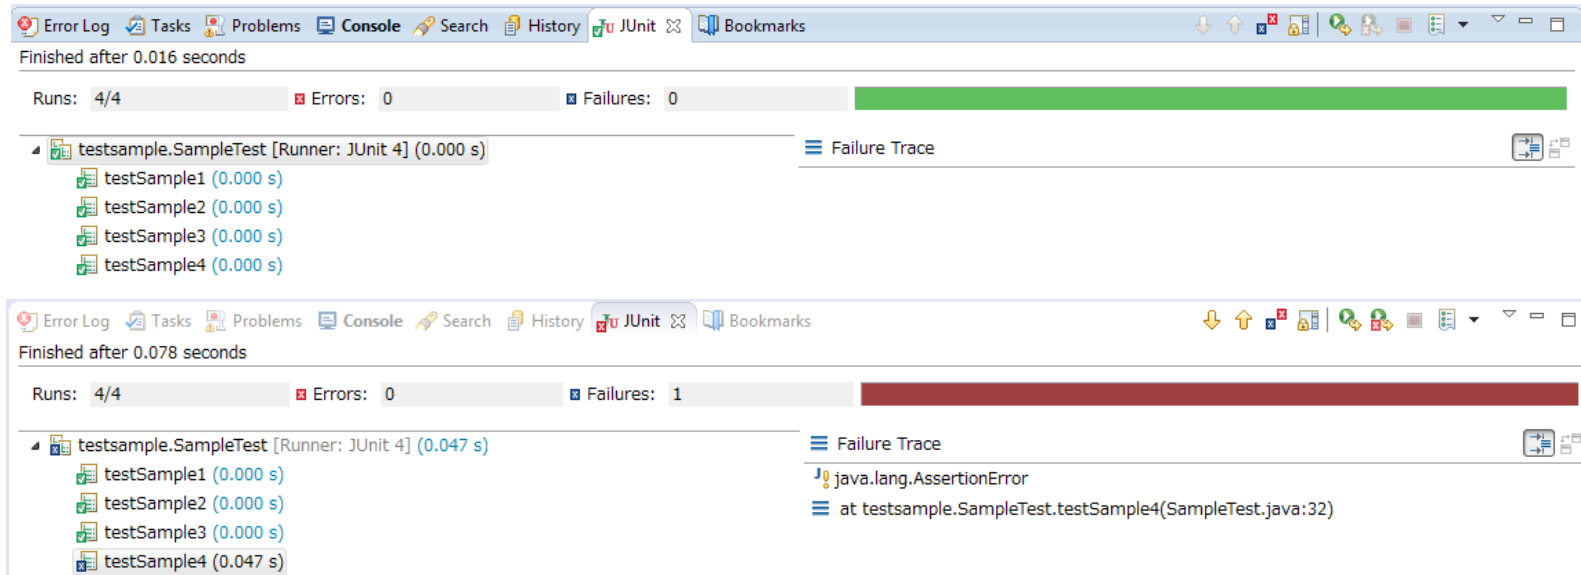 Error Log Tasks Problems Console Search History JUnit Bookmarks
Finished after 0.016 seconds
Runs: 4/4 Errors: 0 Failures: 0
testsample.SampleTest [Runner: JUnit 4] (0.000 s)
Failure Trace
testSample1 (0.000 s)
testSample2 (0.000 s)
testSample3 (0.000 s)
testSample4 (0.000 s)
Error Log Tasks Problems Console Search History JUnit Bookmarks
Finished after 0.078 seconds
Runs: 4/4 Errors: 0 Failures: 1
testsample.SampleTest [Runner: JUnit 4] (0.047 s)
Failure Trace
testSample1 (0.000 s)
java.lang.AssertionError
testSample2 (0.000 s)
at testsample.SampleTest.testSample4(SampleTest.java:32)
testSample3 (0.000 s)
testSample4 (0.047 s)